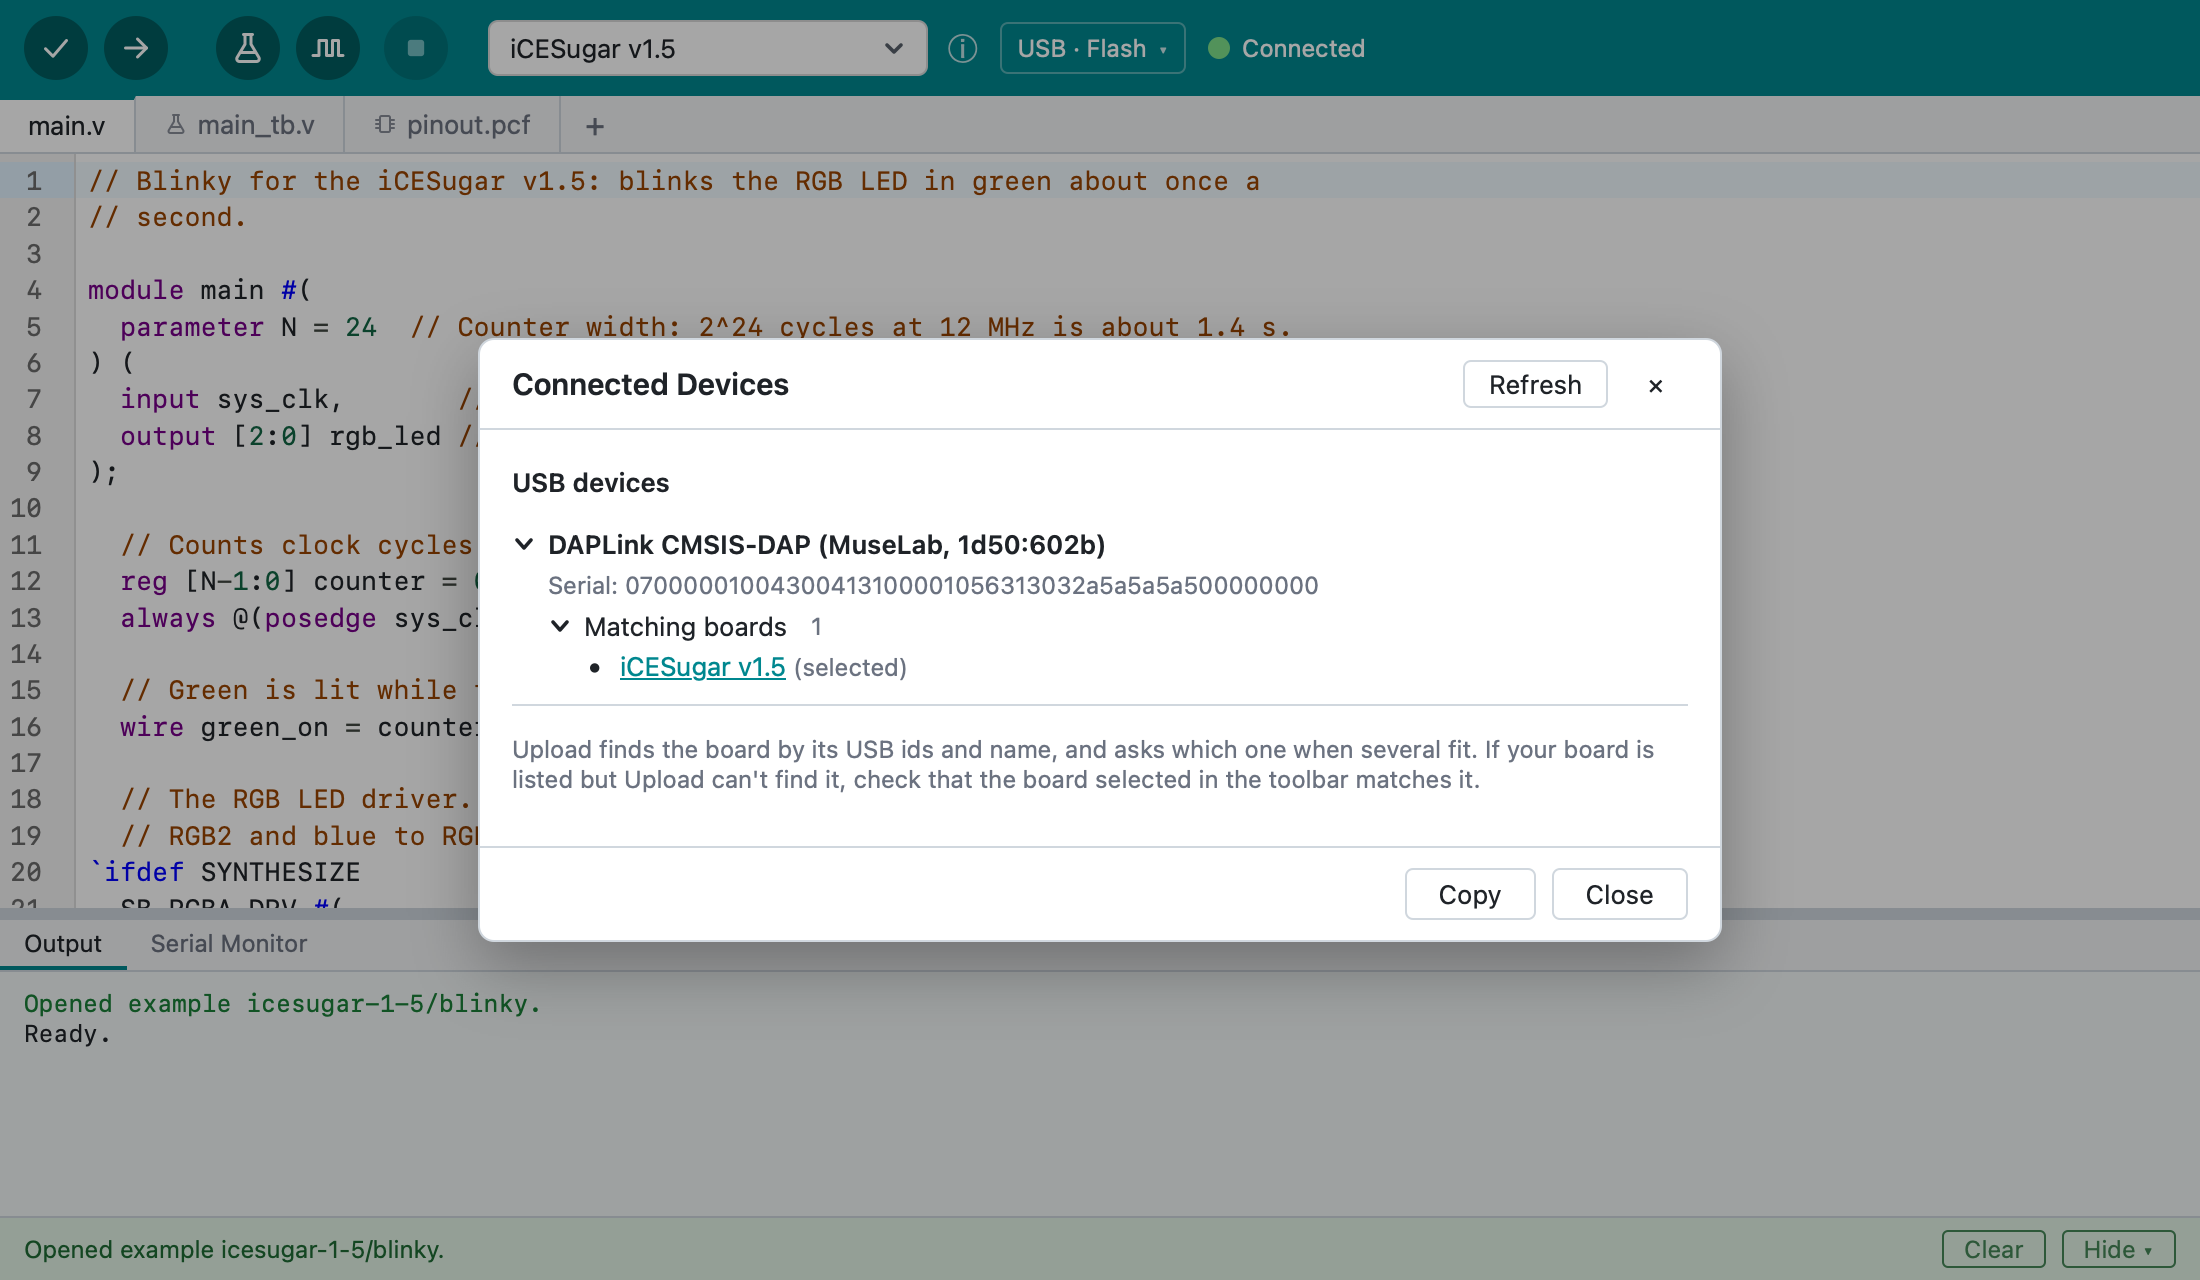 iCESugar v1.5
USB · Flash ▾
Connected
main.v
main_tb.v
pinout.pcf
+
1 // Blinky for the iCESugar v1.5: blinks the RGB LED in green about once a
2 // second.
3
4 module main #(
5 parameter N = 24 // Counter width: 2^24 cycles at 12 MHz is about 1.4 s.
6 ) (
7 input sys_clk,
8 output [2:0] rgb_led
9 );
10
11 // Counts clock cycles
12 reg [N-1:0] counter =
13 always @(posedge
14
15 // Green is lit while
16 wire green_on =
17
18 // The RGB LED driver.
19 // RGB2 and blue to
20 `ifdef SYNTHESIZE
21 SB_RGBA_DRV #(
Connected Devices
Refresh
×
USB devices
DAPLink CMSIS-DAP (MuseLab, 1d50:602b)
Serial: 07000001004300413100001056313032a5a5a5a500000000
Matching boards 1
• iCESugar v1.5 (selected)
Upload finds the board by its USB ids and name, and asks which one when several fit. If your board is
listed but Upload can't find it, check that the board selected in the toolbar matches it.
Copy
Close
Output
Serial Monitor
Opened example icesugar-1-5/blinky.
Ready.
Opened example icesugar-1-5/blinky.
Clear
Hide ▾